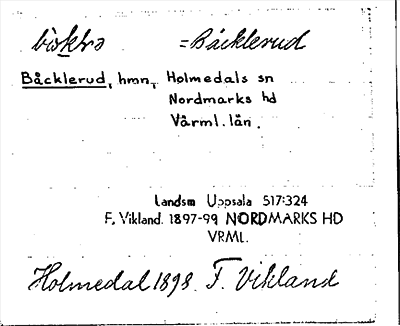 = Bäcklerud
Bäcklerud, hmn, Holmedals sn
Nordmarks hd
Värml. län.
Landsm Uppsala 517:324
F. Vikland. 1897-99 NORDMARKS HD
VRML.
Holmedal 1898. F. Vikland